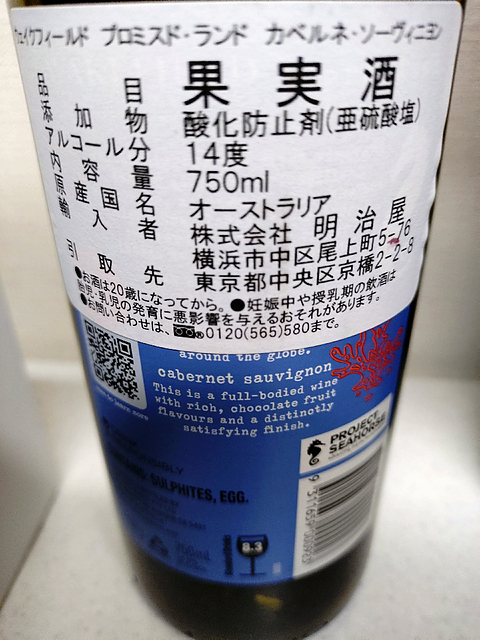 ウェイクフィールド プロミスド・ランド カベルネ・ソーヴィニヨン
品目 果実酒
添加物 酸化防止剤(亜硫酸塩)
アルコール分 14度
内容量 750ml
原産国名 オーストラリア
輸入者 株式会社 明治屋
横浜市中区尾上町5-76
引取先 東京都中央区京橋2-2-8
●お酒は20歳になってから。●妊娠中や授乳期の飲酒は
胎児・乳児の発育に悪影響を与えるおそれがあります。
●お問い合わせは、0120(565)580まで。
around the globe.
cabernet sauvignon
This is a full-bodied wine
with rich, chocolate fruit
flavours and a distinctly
satisfying finish.
PROJECT
SEAHORSE
SULPHITES, EGG.
8.3